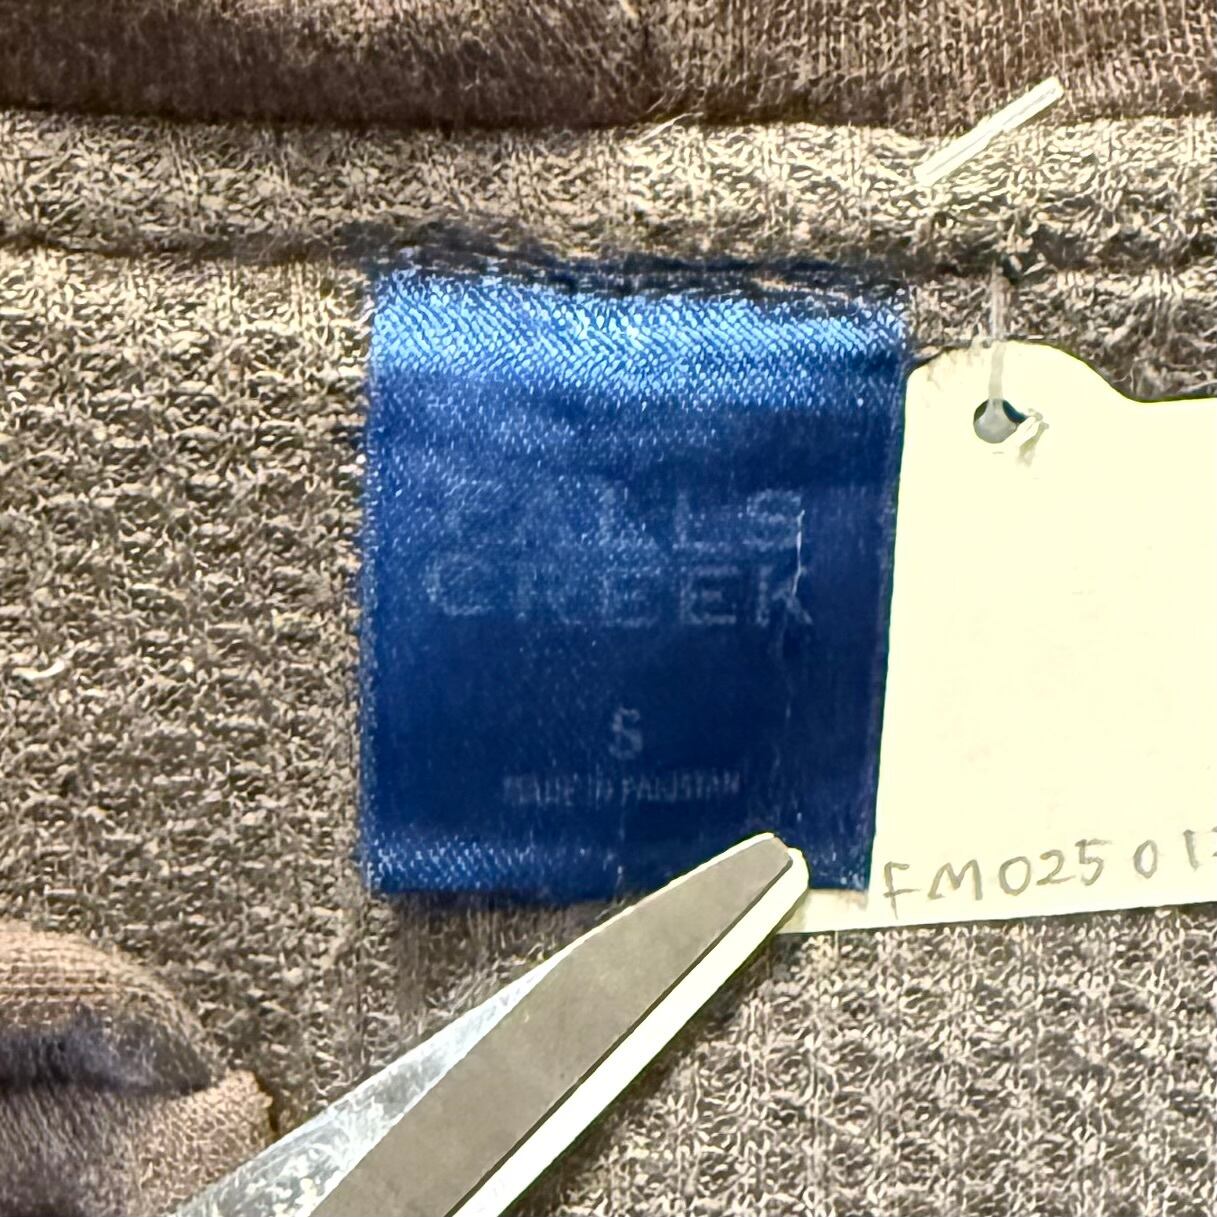 FALLS
CREEK
S
MADE IN PAKISTAN
FM025 01